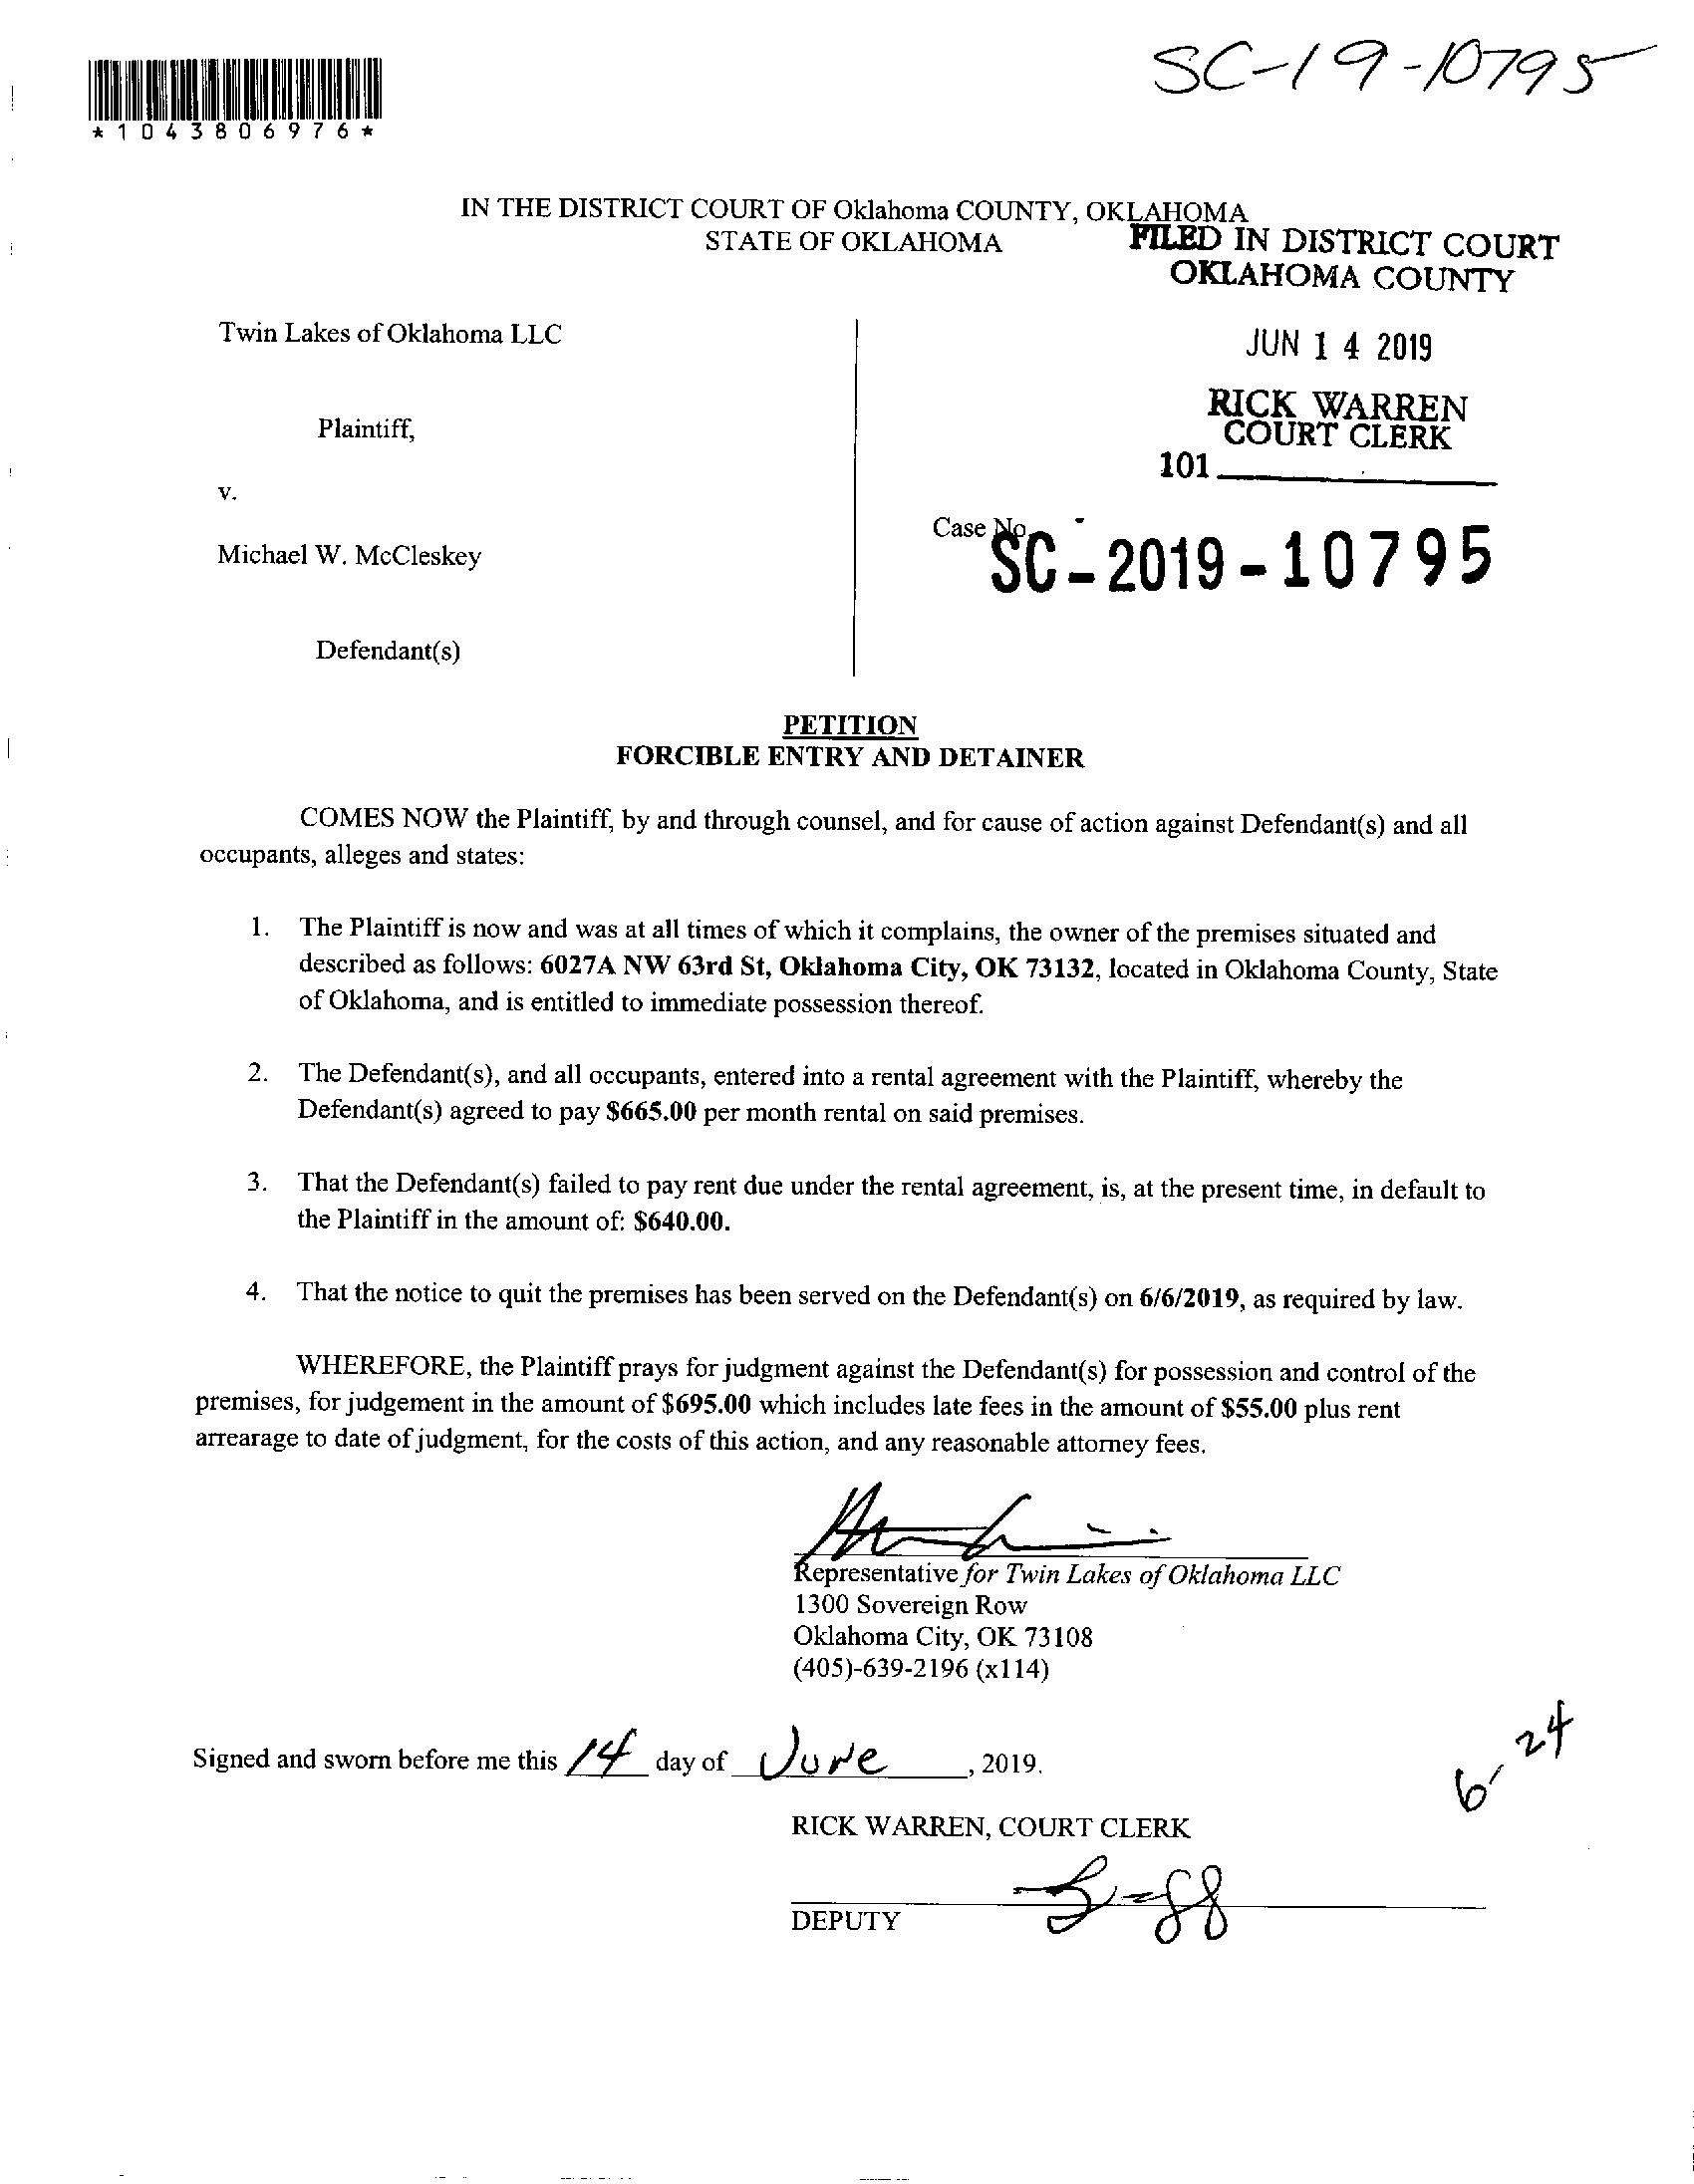 SC-19-10795
*1043806976*
IN THE DISTRICT COURT OF Oklahoma COUNTY, OKLAHOMA
STATE OF OKLAHOMA
FILED IN DISTRICT COURT
OKLAHOMA COUNTY
Twin Lakes of Oklahoma LLC
JUN 14 2019
RICK WARREN
COURT CLERK
Plaintiff,
101
v.
Case No.
SC-2019-10795
Michael W. McCleskey
Defendant(s)
PETITION
FORCIBLE ENTRY AND DETAINER
COMES NOW the Plaintiff, by and through counsel, and for cause of action against Defendant(s) and all
occupants, alleges and states:
1. The Plaintiff is now and was at all times of which it complains, the owner of the premises situated and
described as follows: 6027A NW 63rd St, Oklahoma City, OK 73132, located in Oklahoma County, State
of Oklahoma, and is entitled to immediate possession thereof.
2. The Defendant(s), and all occupants, entered into a rental agreement with the Plaintiff, whereby the
Defendant(s) agreed to pay $665.00 per month rental on said premises.
3. That the Defendant(s) failed to pay rent due under the rental agreement, is, at the present time, in default to
the Plaintiff in the amount of: $640.00.
4. That the notice to quit the premises has been served on the Defendant(s) on 6/6/2019, as required by law.
WHEREFORE, the Plaintiff prays for judgment against the Defendant(s) for possession and control of the
premises, for judgement in the amount of $695.00 which includes late fees in the amount of $55.00 plus rent
arrearage to date of judgment, for the costs of this action, and any reasonable attorney fees.
Representative for Twin Lakes of Oklahoma LLC
1300 Sovereign Row
Oklahoma City, OK 73108
(405)-639-2196 (x114)
Signed and sworn before me this 14 day of June, 2019.
6-24
RICK WARREN, COURT CLERK
DEPUTY